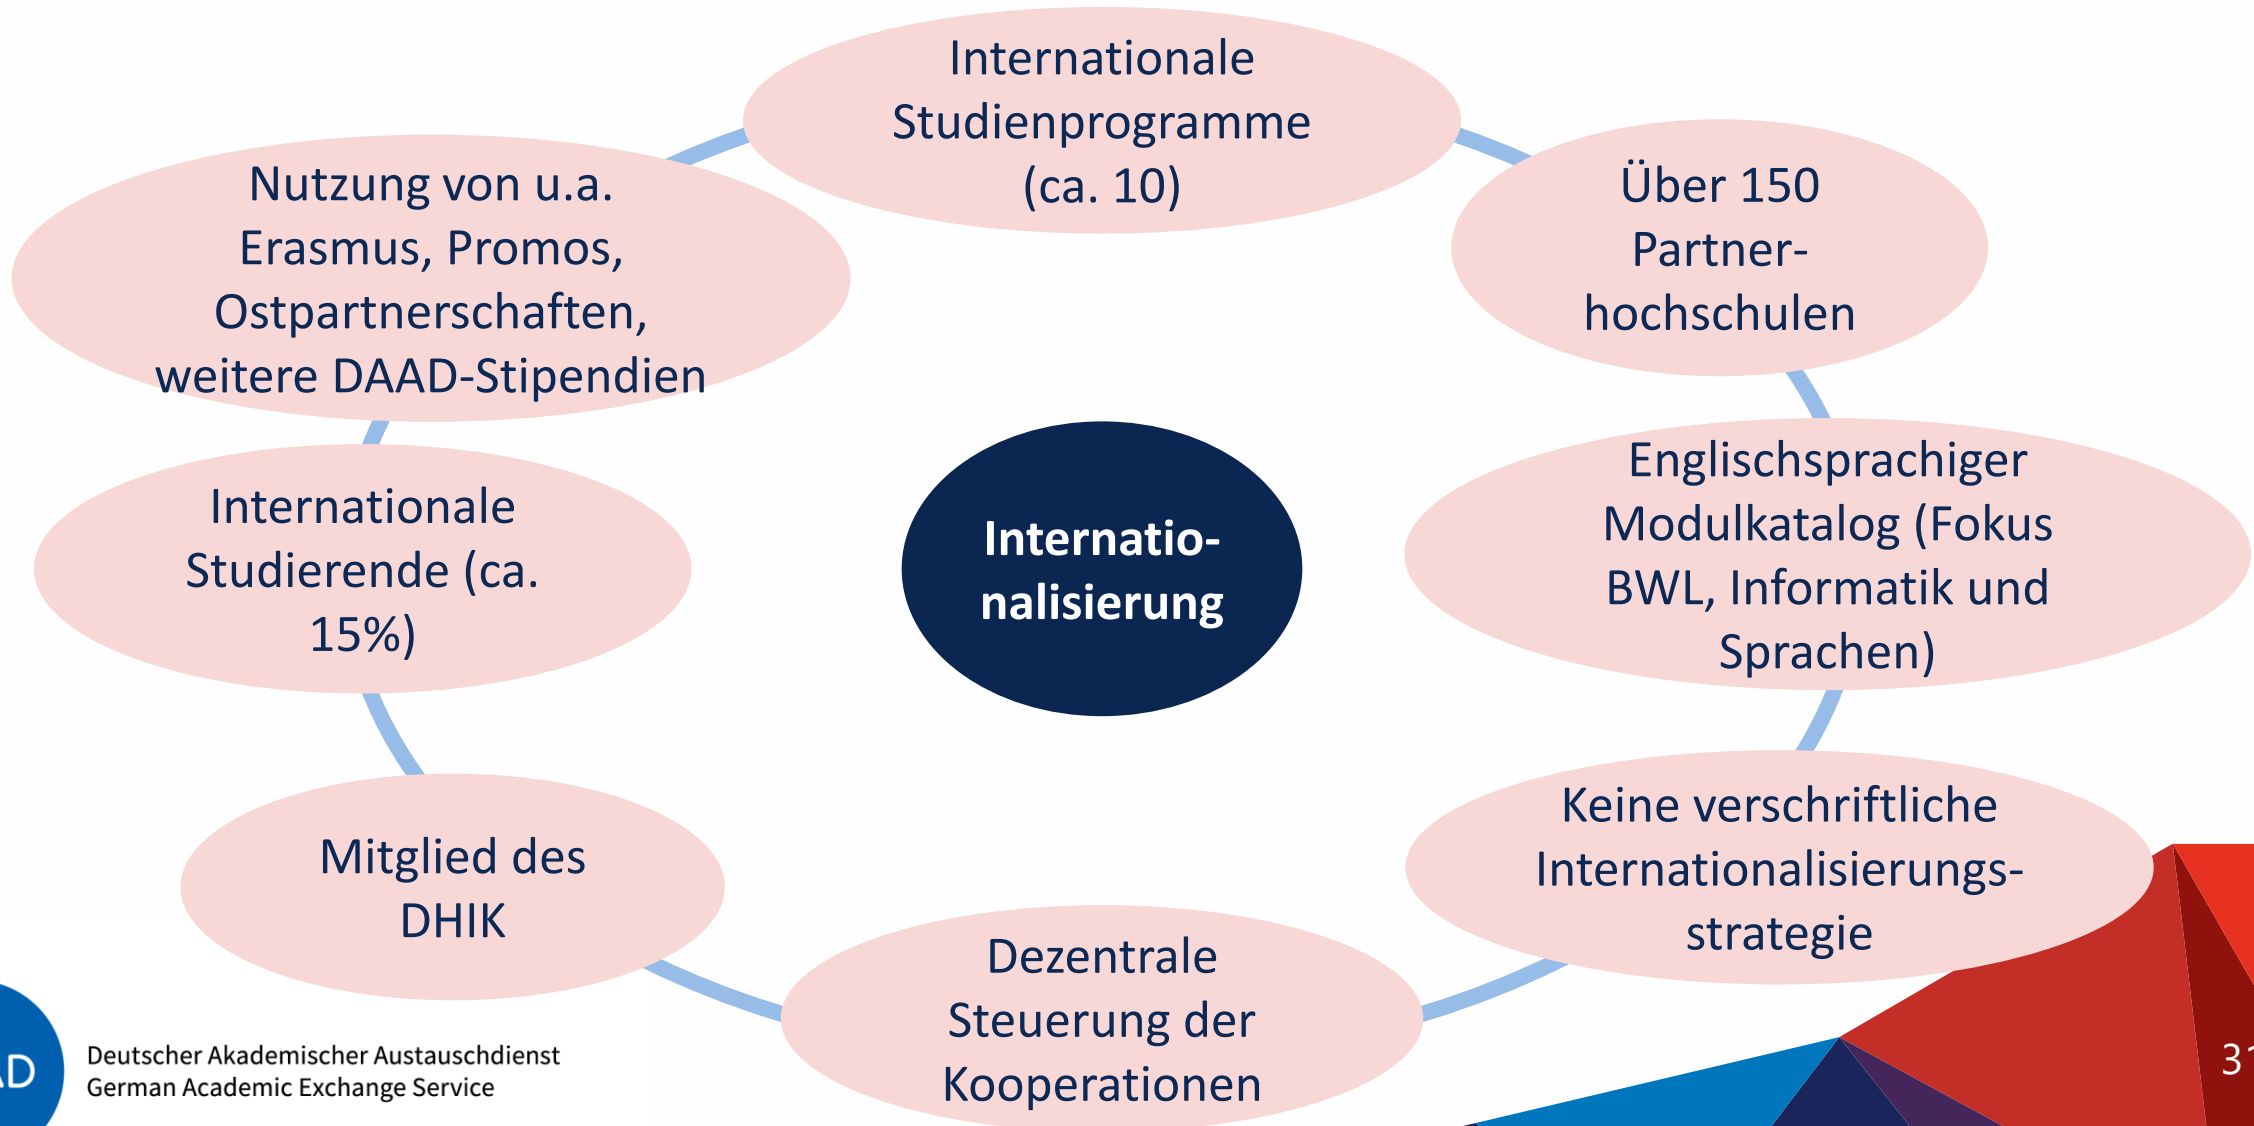 Internationale
Studienprogramme
(ca. 10)
Über 150
Partner-
hochschulen
Englischsprachiger
Modulkatalog (Fokus
BWL, Informatik und
Sprachen)
Keine verschriftliche
Internationalisierungs-
strategie
Dezentrale
Steuerung der
Kooperationen
Mitglied des
DHIK
Internationale
Studierende (ca.
15%)
Nutzung von u.a.
Erasmus, Promos,
Ostpartnerschaften,
weitere DAAD-Stipendien
Internatio-
nalisierung
Deutscher Akademischer Austauschdienst
German Academic Exchange Service